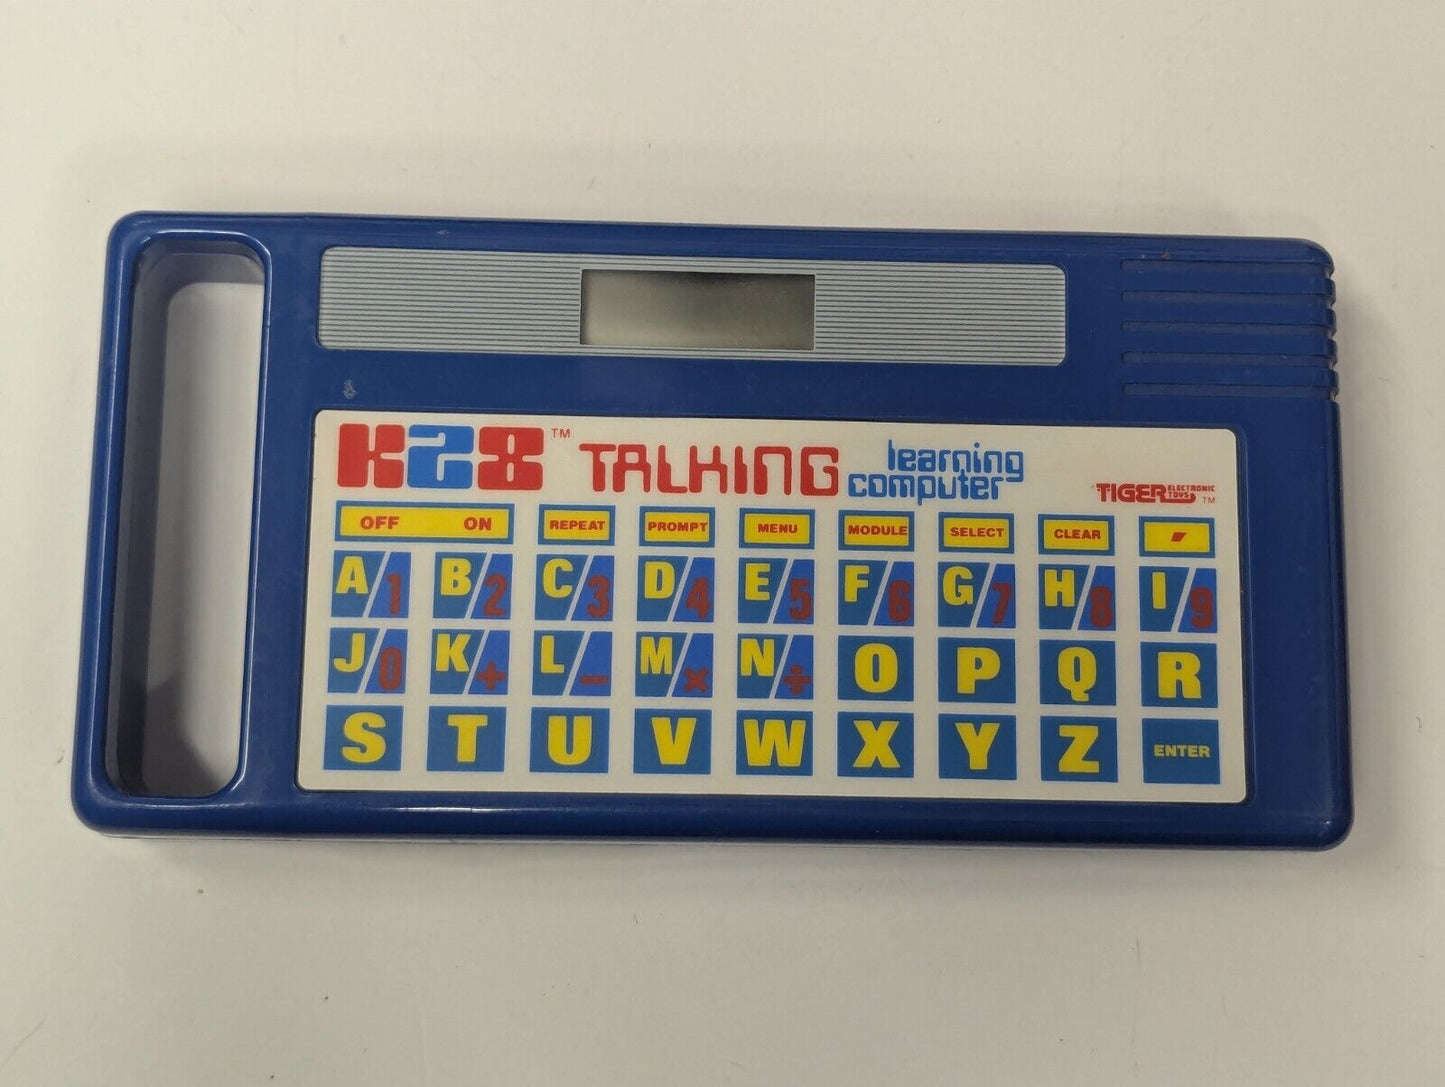 K28™ TALKING learning computer TIGER ELECTRONIC TOYS™
OFF ON REPEAT PROMPT MENU MODULE SELECT CLEAR
A/1 B/2 C/3 D/4 E/5 F/6 G/7 H/8 I/9
J/0 K/+ L/− M/× N/÷ O P Q R
S T U V W X Y Z ENTER